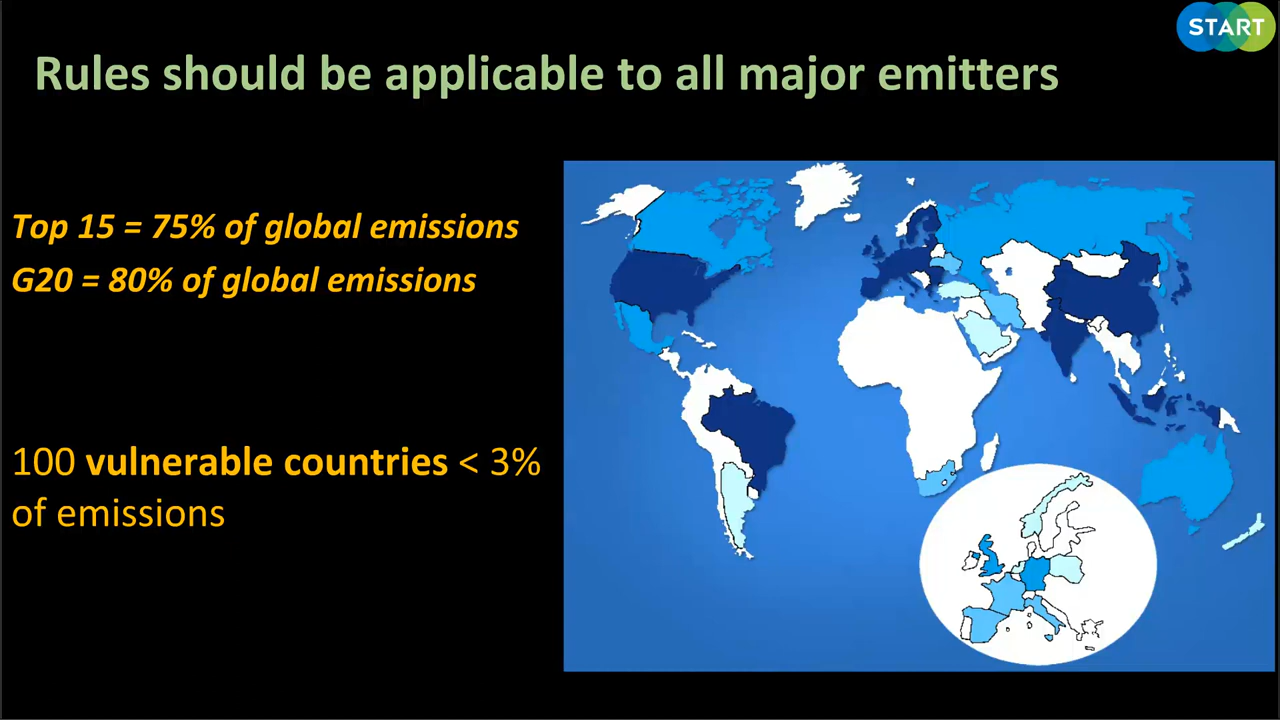 START
Rules should be applicable to all major emitters
Top 15 = 75% of global emissions
G20 = 80% of global emissions
100 vulnerable countries < 3%
of emissions